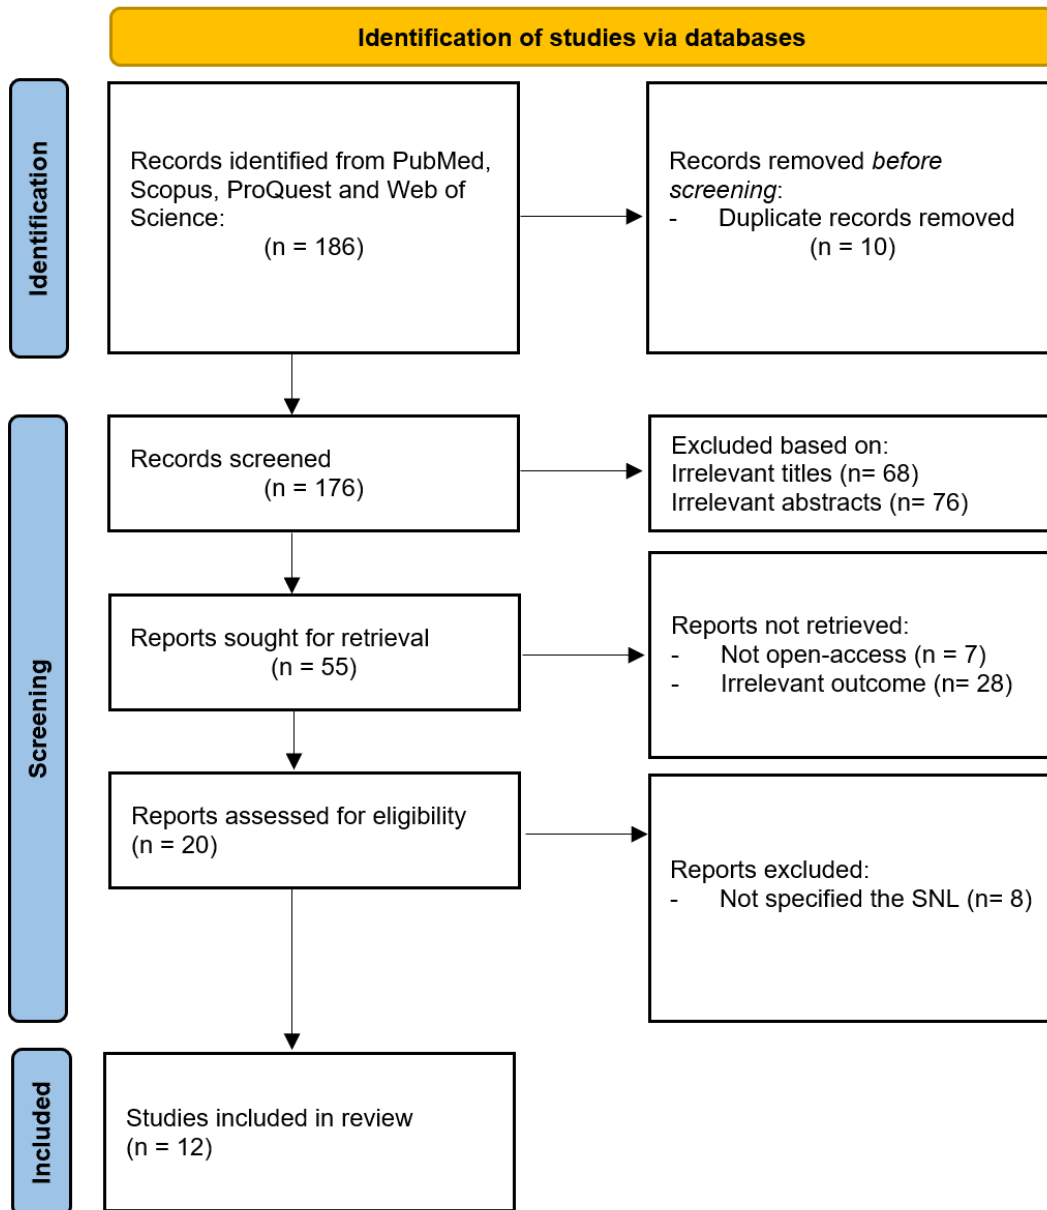 Identification of studies via databases
Identification
Records identified from PubMed,
Scopus, ProQuest and Web of
Science:
(n = 186)
Records removed before
screening:
- Duplicate records removed
(n = 10)
Screening
Records screened
(n = 176)
Excluded based on:
Irrelevant titles (n= 68)
Irrelevant abstracts (n= 76)
Reports sought for retrieval
(n = 55)
Reports not retrieved:
- Not open-access (n = 7)
- Irrelevant outcome (n= 28)
Reports assessed for eligibility
(n = 20)
Reports excluded:
- Not specified the SNL (n= 8)
Included
Studies included in review
(n = 12)